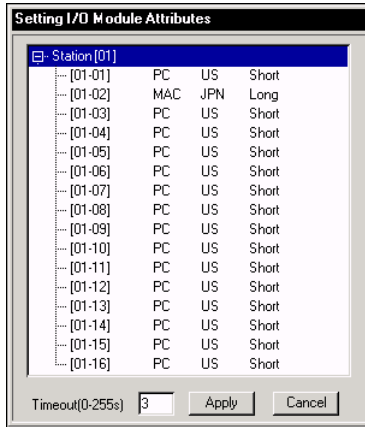 Setting I/O Module Attributes
Station [01]
[01-01] PC US Short
[01-02] MAC JPN Long
[01-03] PC US Short
[01-04] PC US Short
[01-05] PC US Short
[01-06] PC US Short
[01-07] PC US Short
[01-08] PC US Short
[01-09] PC US Short
[01-10] PC US Short
[01-11] PC US Short
[01-12] PC US Short
[01-13] PC US Short
[01-14] PC US Short
[01-15] PC US Short
[01-16] PC US Short
Timeout(0-255s) 3 Apply Cancel